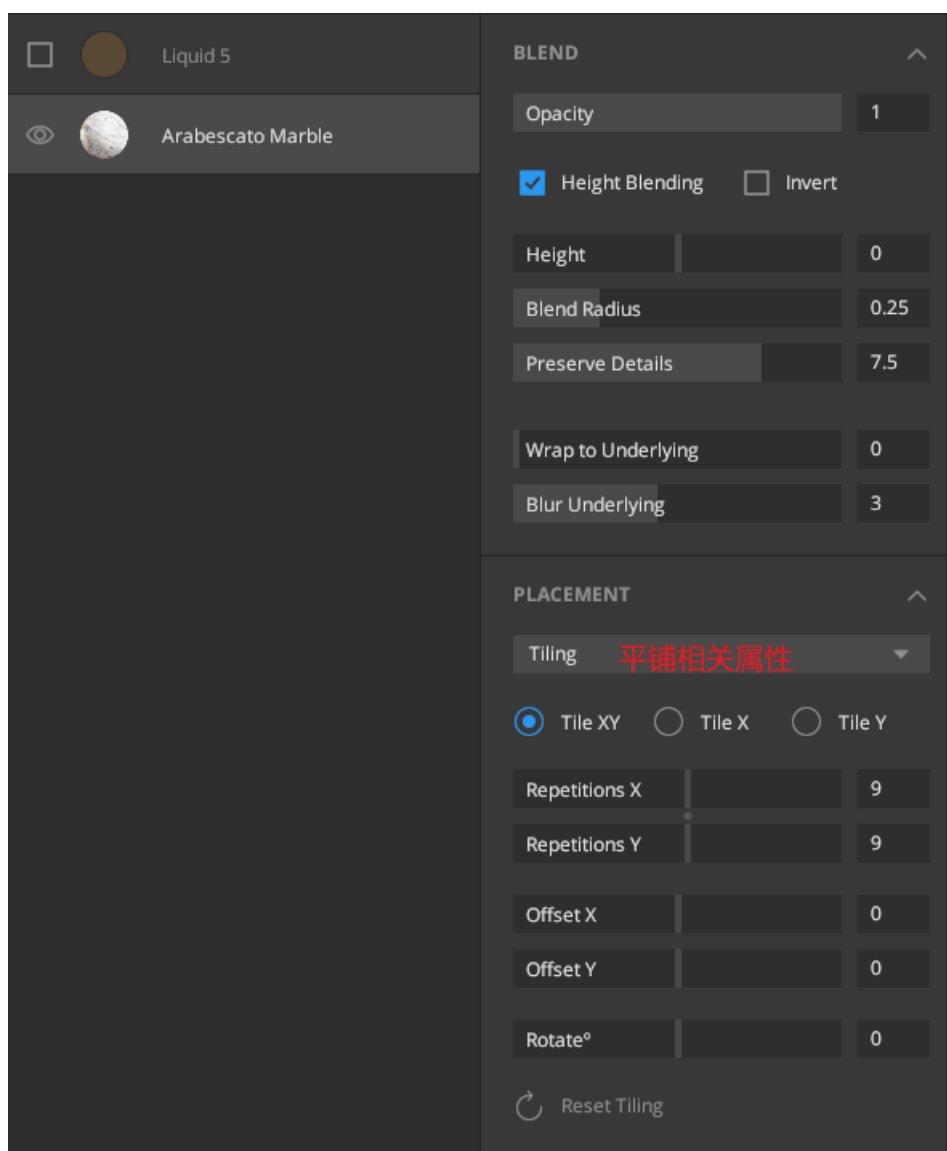 Liquid 5
Arabescato Marble
BLEND
Opacity 1
Height Blending Invert
Height 0
Blend Radius 0.25
Preserve Details 7.5
Wrap to Underlying 0
Blur Underlying 3
PLACEMENT
Tiling 平铺相关属性
Tile XY Tile X Tile Y
Repetitions X 9
Repetitions Y 9
Offset X 0
Offset Y 0
Rotateº 0
Reset Tiling